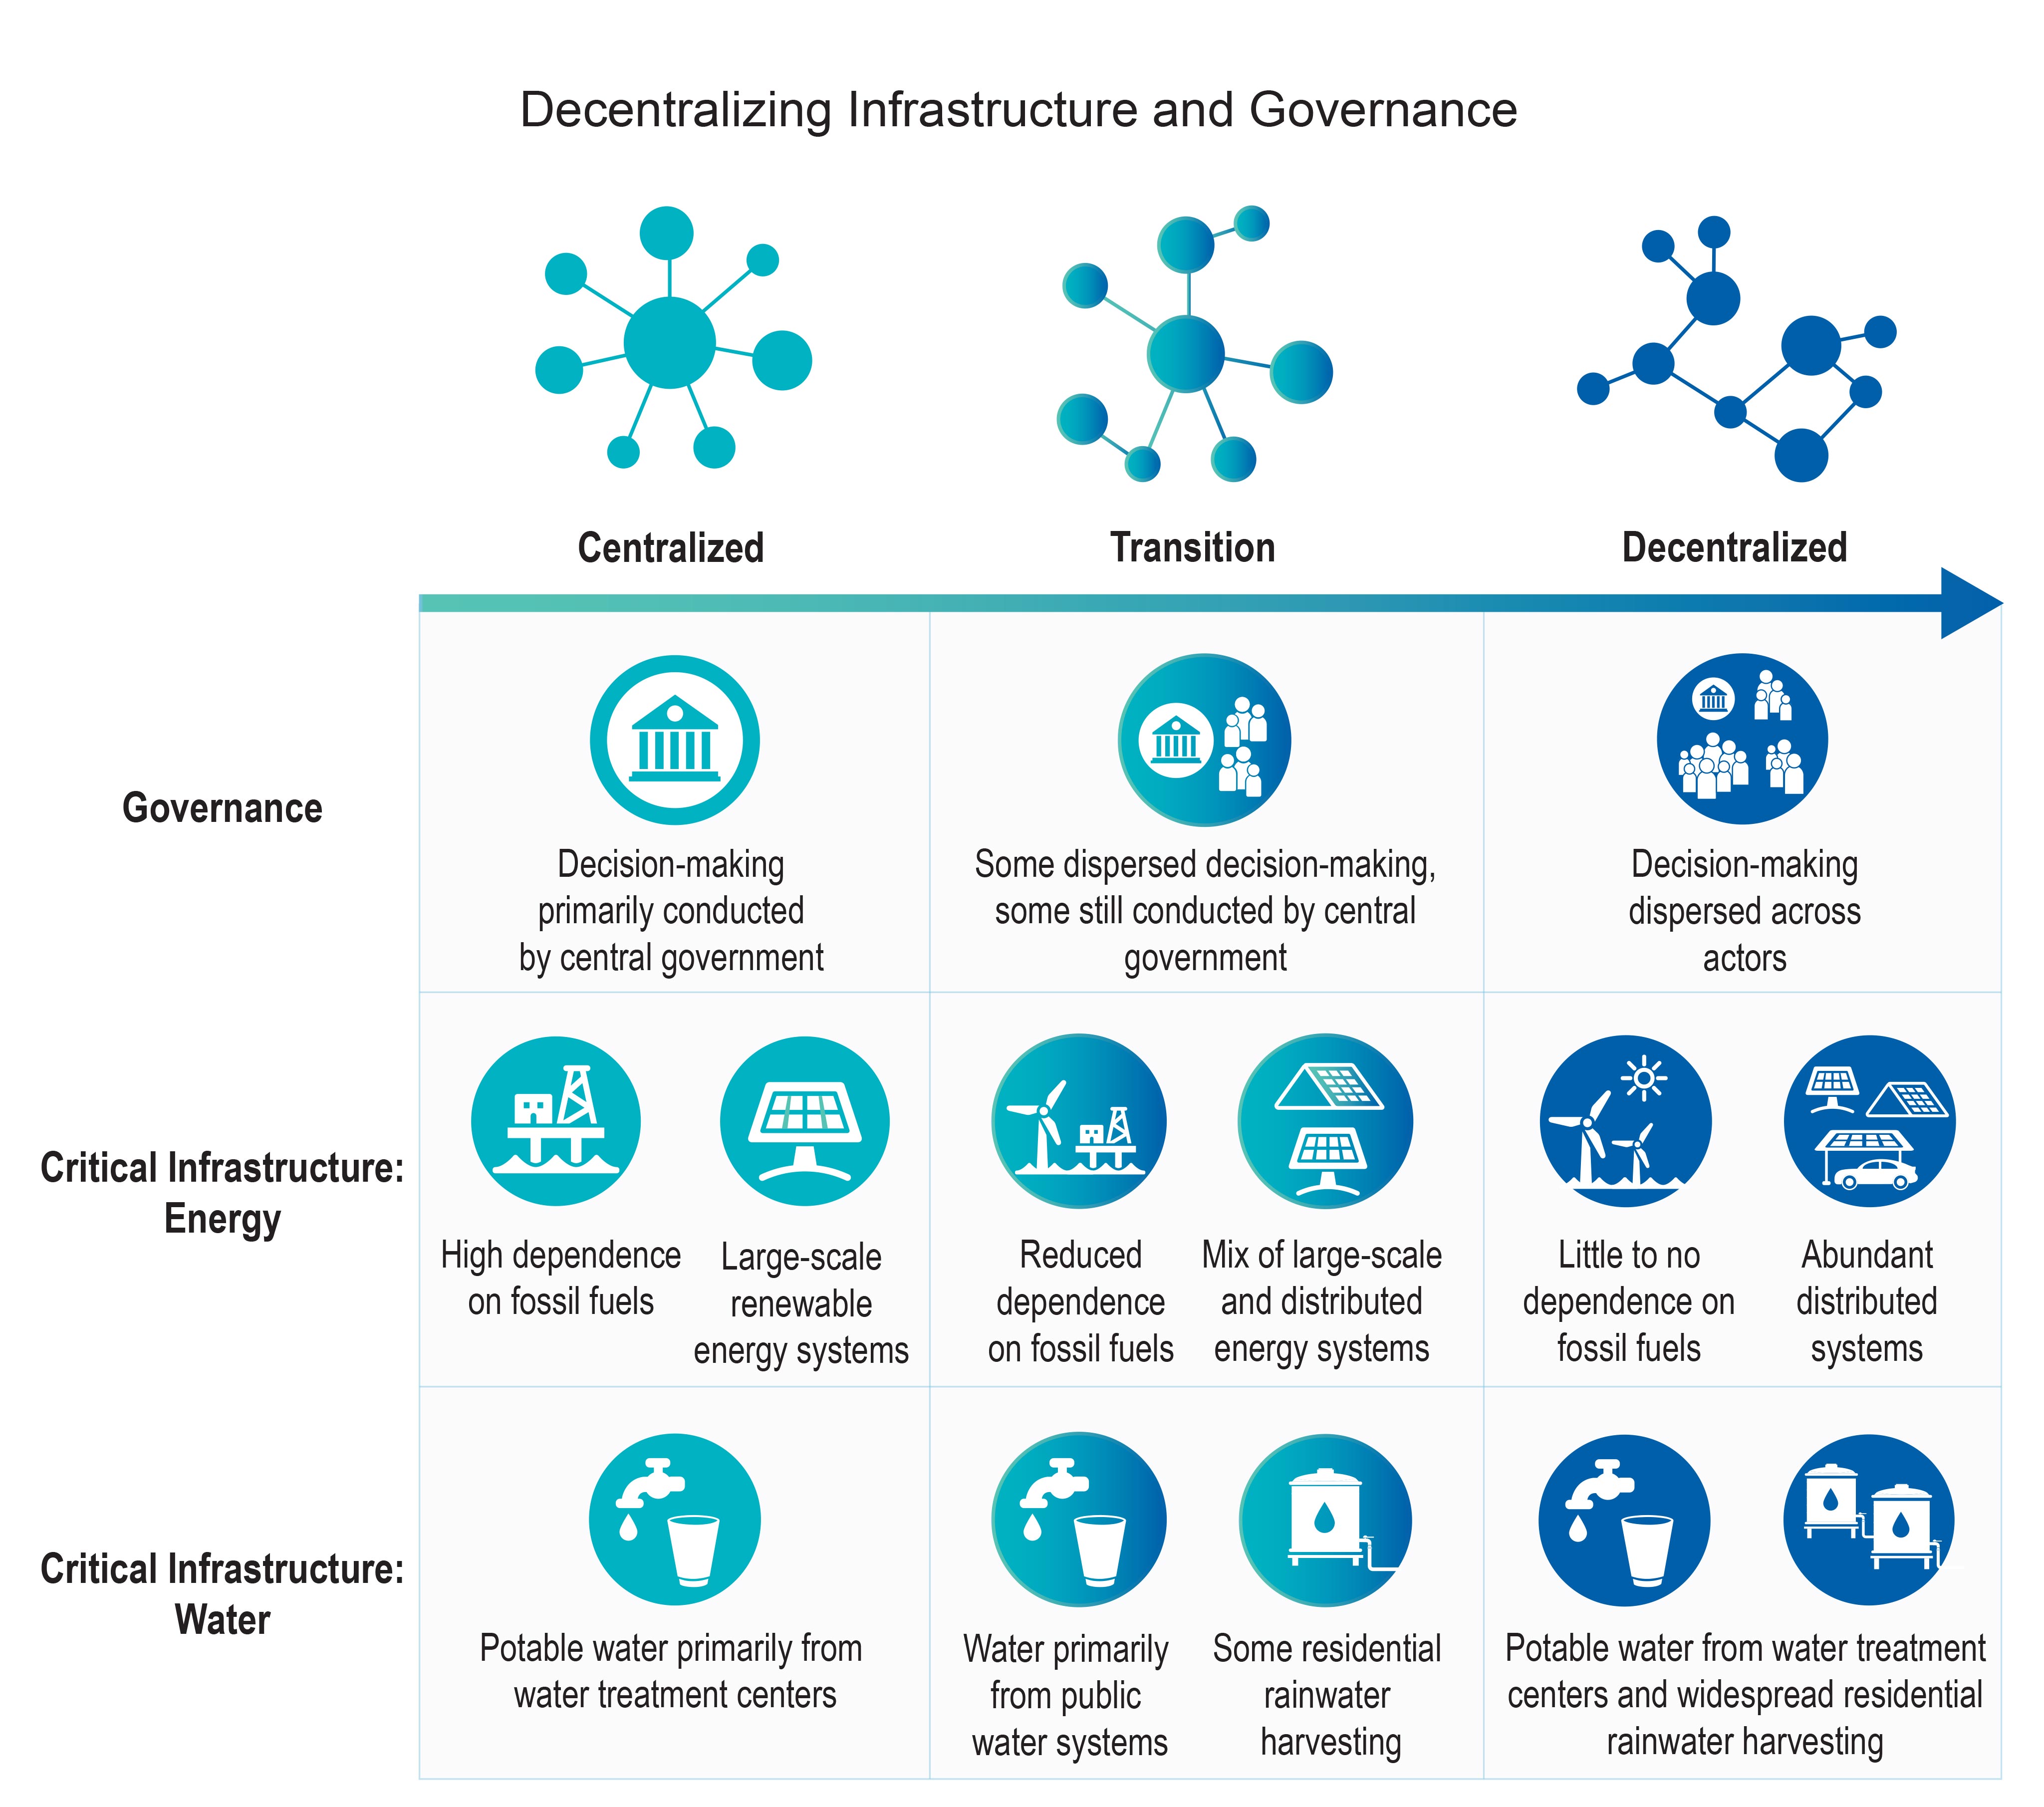 Decentralizing Infrastructure and Governance
Centralized
Transition
Decentralized
Governance
Decision-making
primarily conducted
by central government
Some dispersed decision-making,
some still conducted by central
government
Decision-making
dispersed across
actors
Critical Infrastructure:
Energy
High dependence
on fossil fuels
Large-scale
renewable
energy systems
Reduced
dependence
on fossil fuels
Mix of large-scale
and distributed
energy systems
Little to no
dependence on
fossil fuels
Abundant
distributed
systems
Critical Infrastructure:
Water
Potable water primarily from
water treatment centers
Water primarily
from public
water systems
Some residential
rainwater
harvesting
Potable water from water treatment
centers and widespread residential
rainwater harvesting